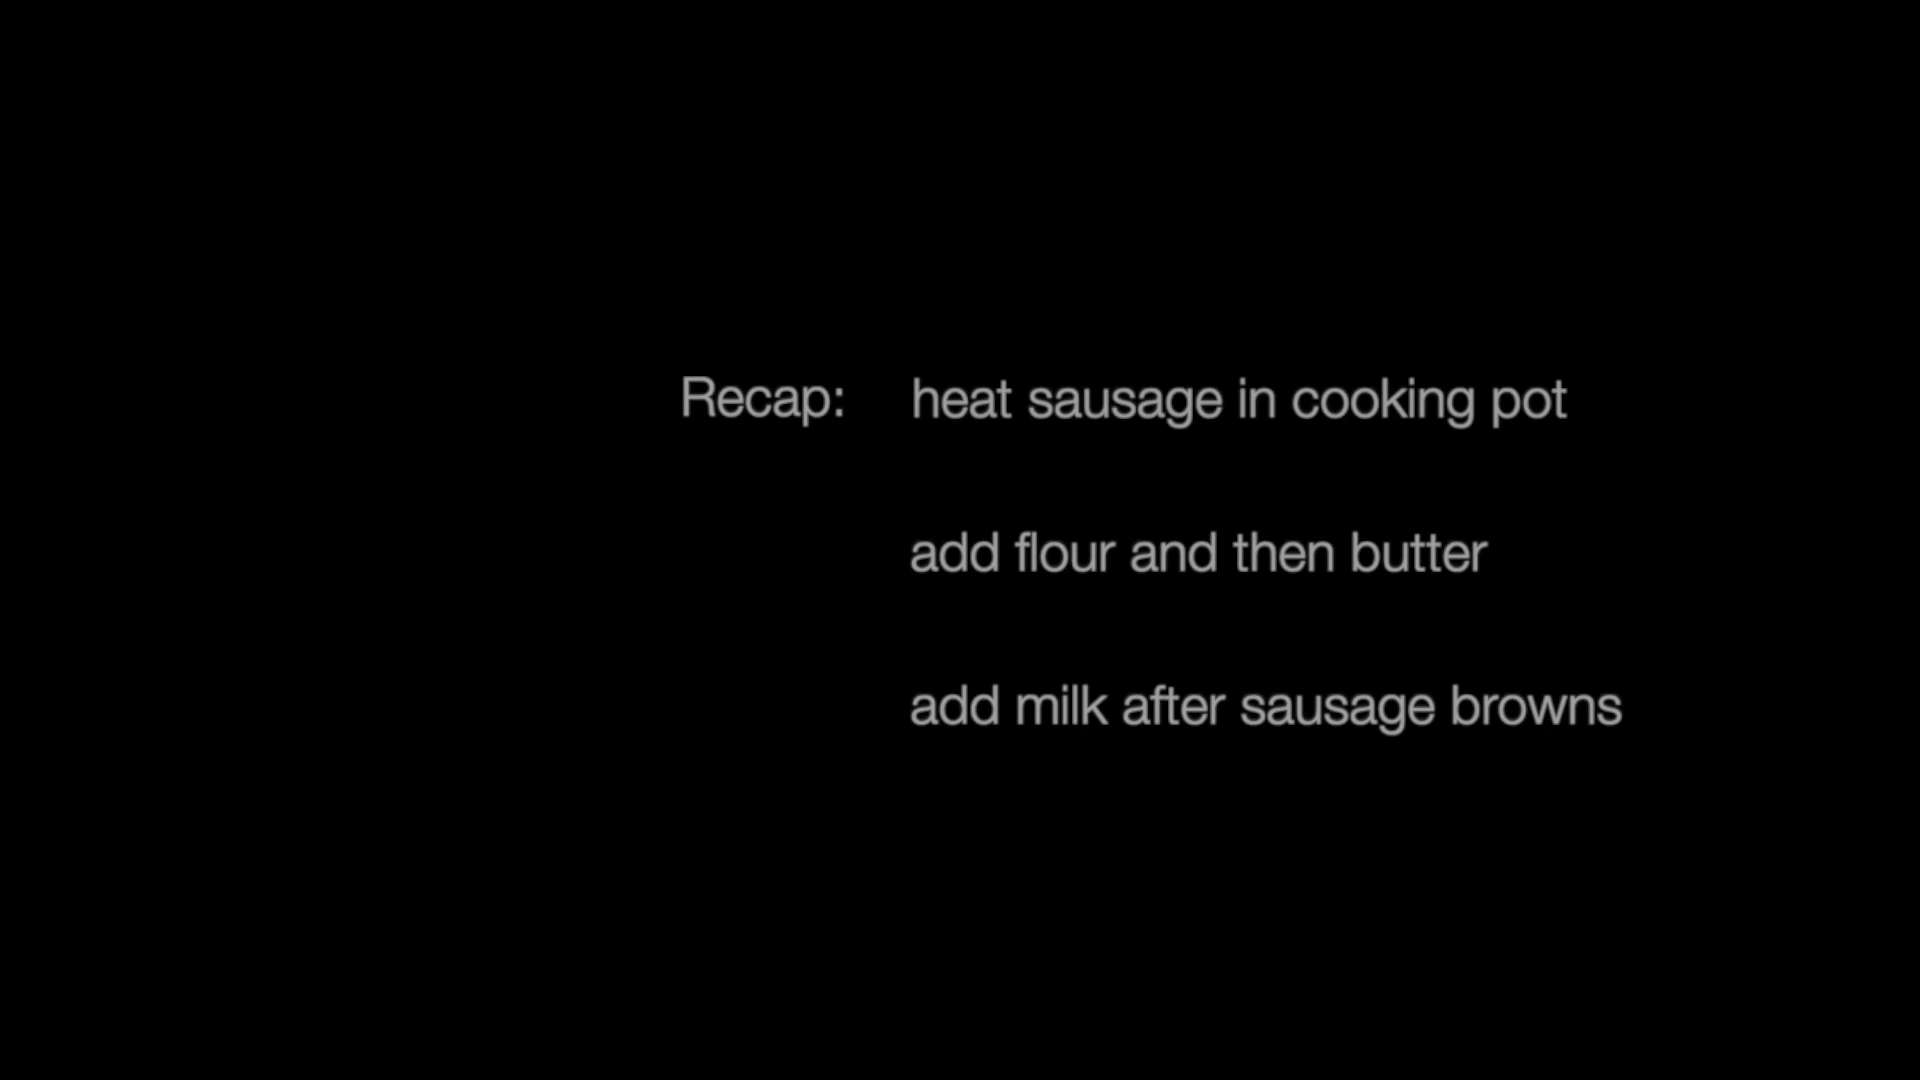 Recap: heat sausage in cooking pot
add flour and then butter
add milk after sausage browns